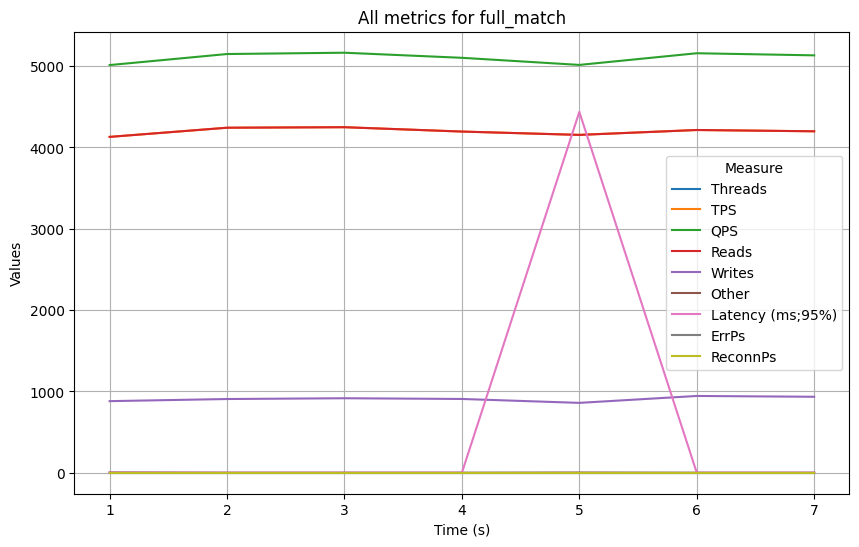 All metrics for full_match
Values
5000
4000
3000
2000
1000
0
Measure
Threads
TPS
QPS
Reads
Writes
Other
Latency (ms;95%)
ErrPs
ReconnPs
1 2 3 4 5 6 7
Time (s)